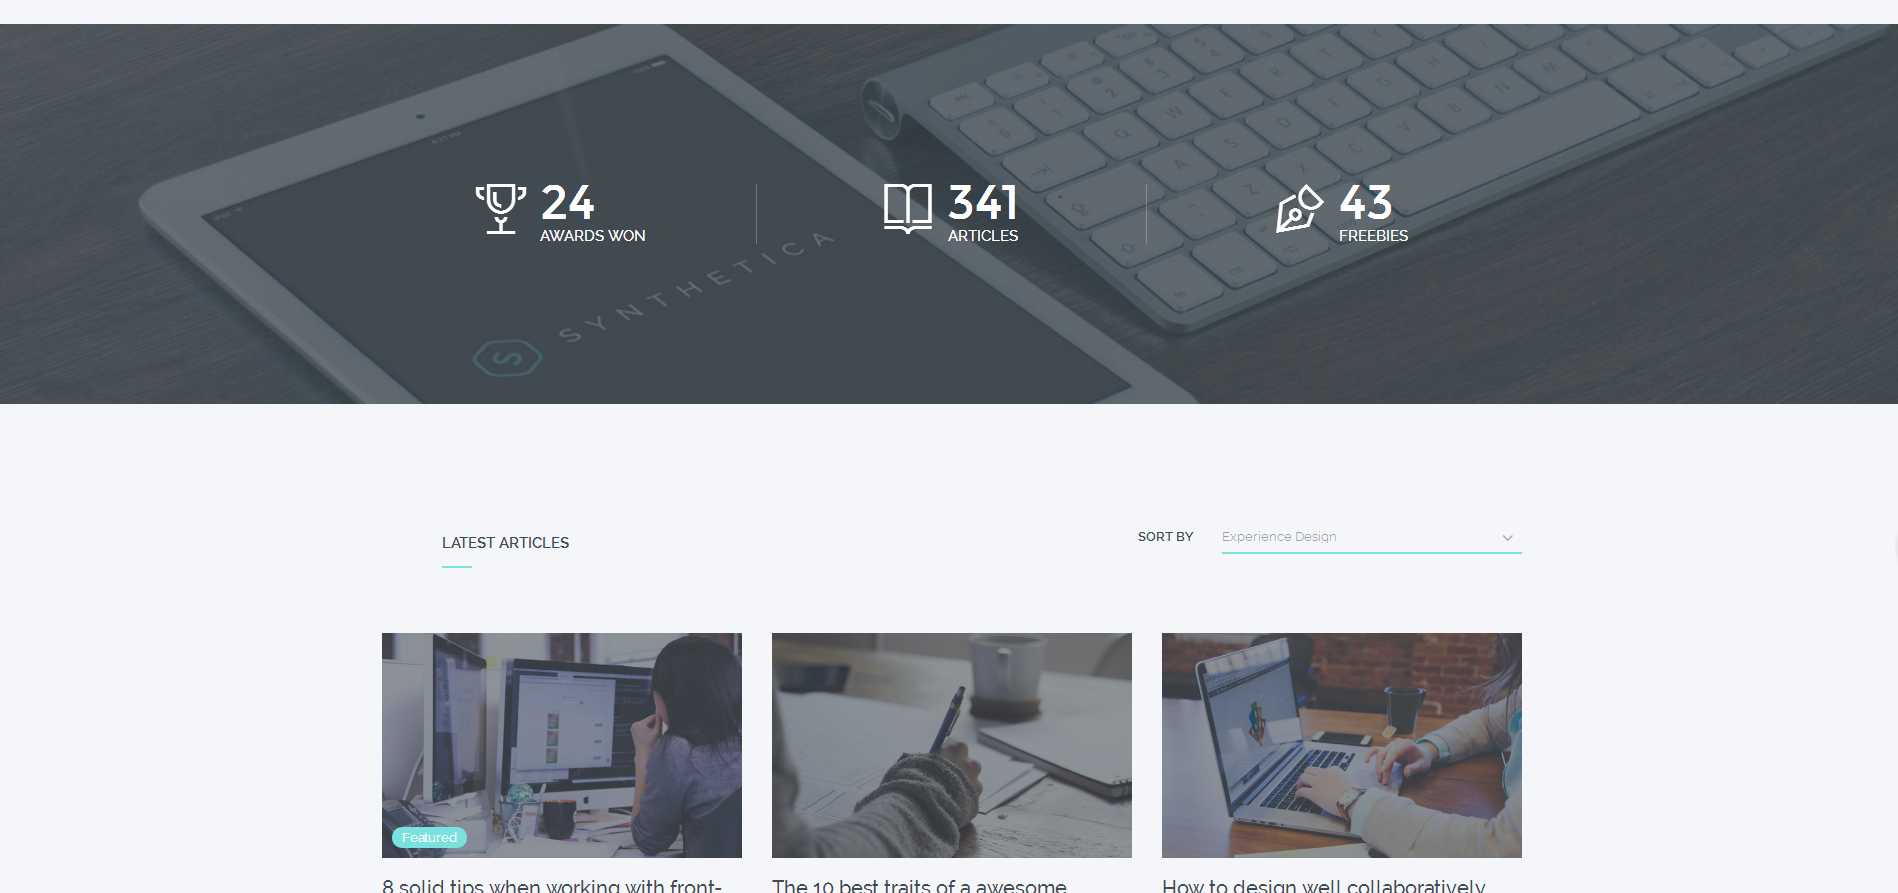 24
AWARDS WON
341
ARTICLES
43
FREEBIES
SYNTHETICA
S
LATEST ARTICLES
SORT BY
Experience Design
Featured
8 solid tips when working with front-
The 10 best traits of a awesome
How to design well collaboratively